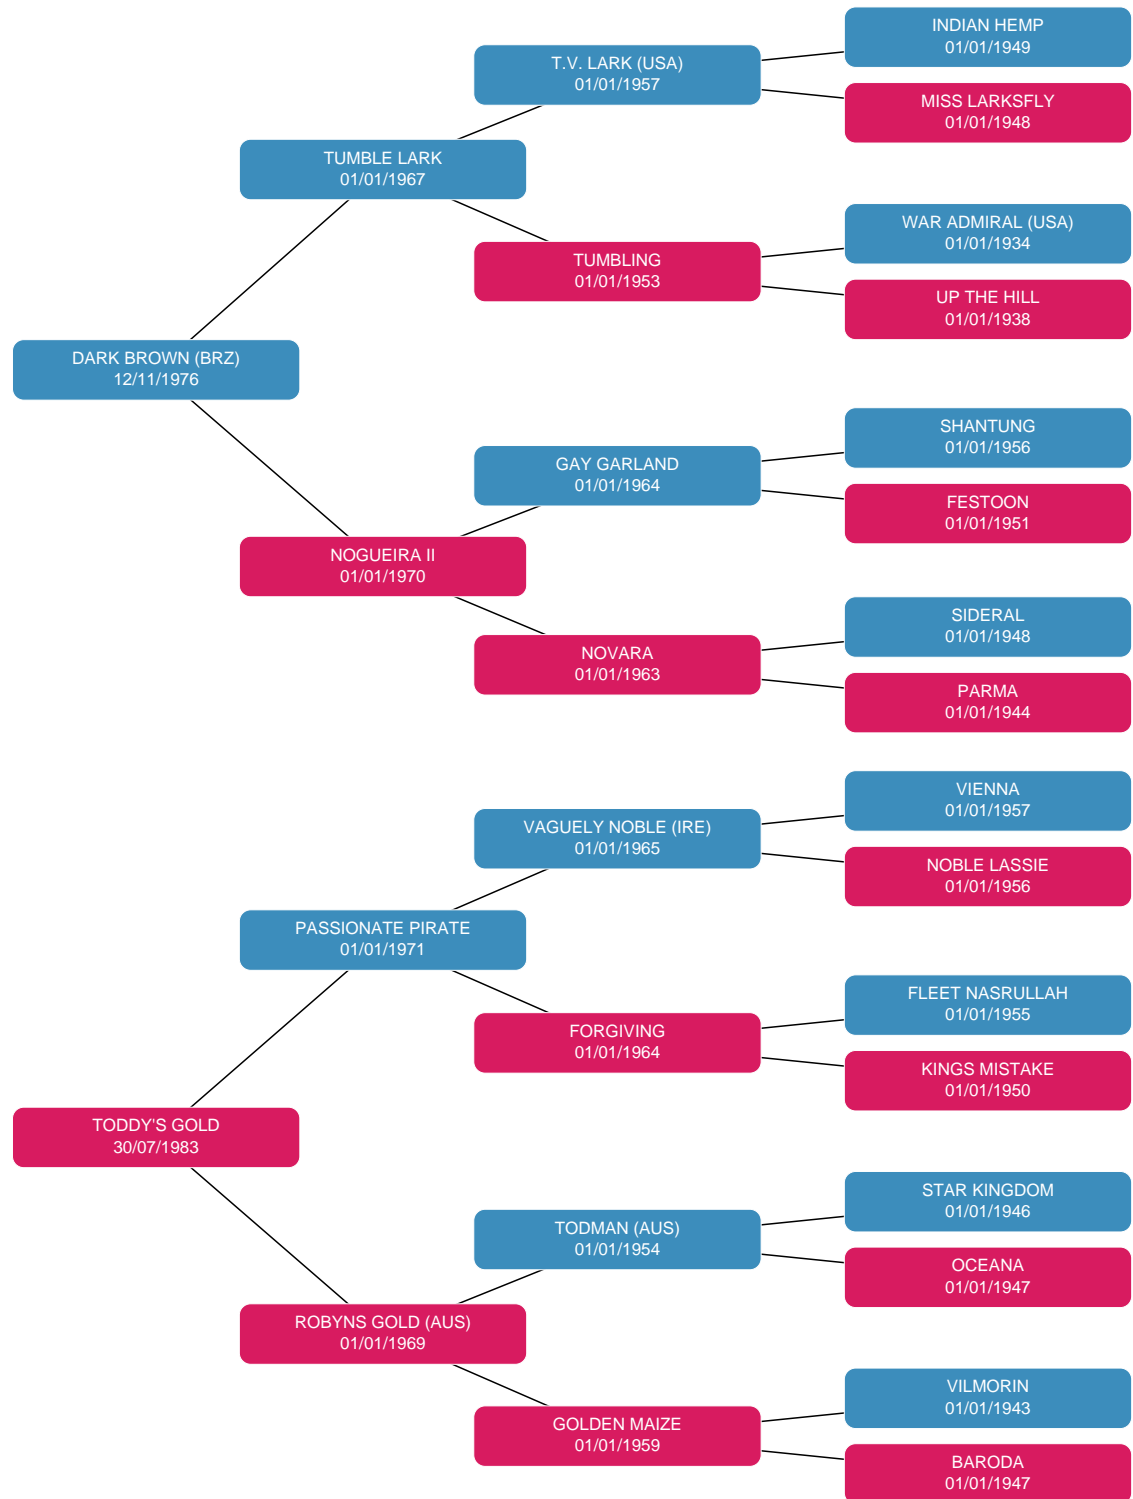 INDIAN HEMP
01/01/1949
T.V. LARK (USA)
01/01/1957
MISS LARKSFLY
01/01/1948
TUMBLE LARK
01/01/1967
WAR ADMIRAL (USA)
01/01/1934
TUMBLING
01/01/1953
UP THE HILL
01/01/1938
DARK BROWN (BRZ)
12/11/1976
SHANTUNG
01/01/1956
GAY GARLAND
01/01/1964
FESTOON
01/01/1951
NOGUEIRA II
01/01/1970
SIDERAL
01/01/1948
NOVARA
01/01/1963
PARMA
01/01/1944
VIENNA
01/01/1957
VAGUELY NOBLE (IRE)
01/01/1965
NOBLE LASSIE
01/01/1956
PASSIONATE PIRATE
01/01/1971
FLEET NASRULLAH
01/01/1955
FORGIVING
01/01/1964
KINGS MISTAKE
01/01/1950
TODDY'S GOLD
30/07/1983
STAR KINGDOM
01/01/1946
TODMAN (AUS)
01/01/1954
OCEANA
01/01/1947
ROBYNS GOLD (AUS)
01/01/1969
VILMORIN
01/01/1943
GOLDEN MAIZE
01/01/1959
BARODA
01/01/1947